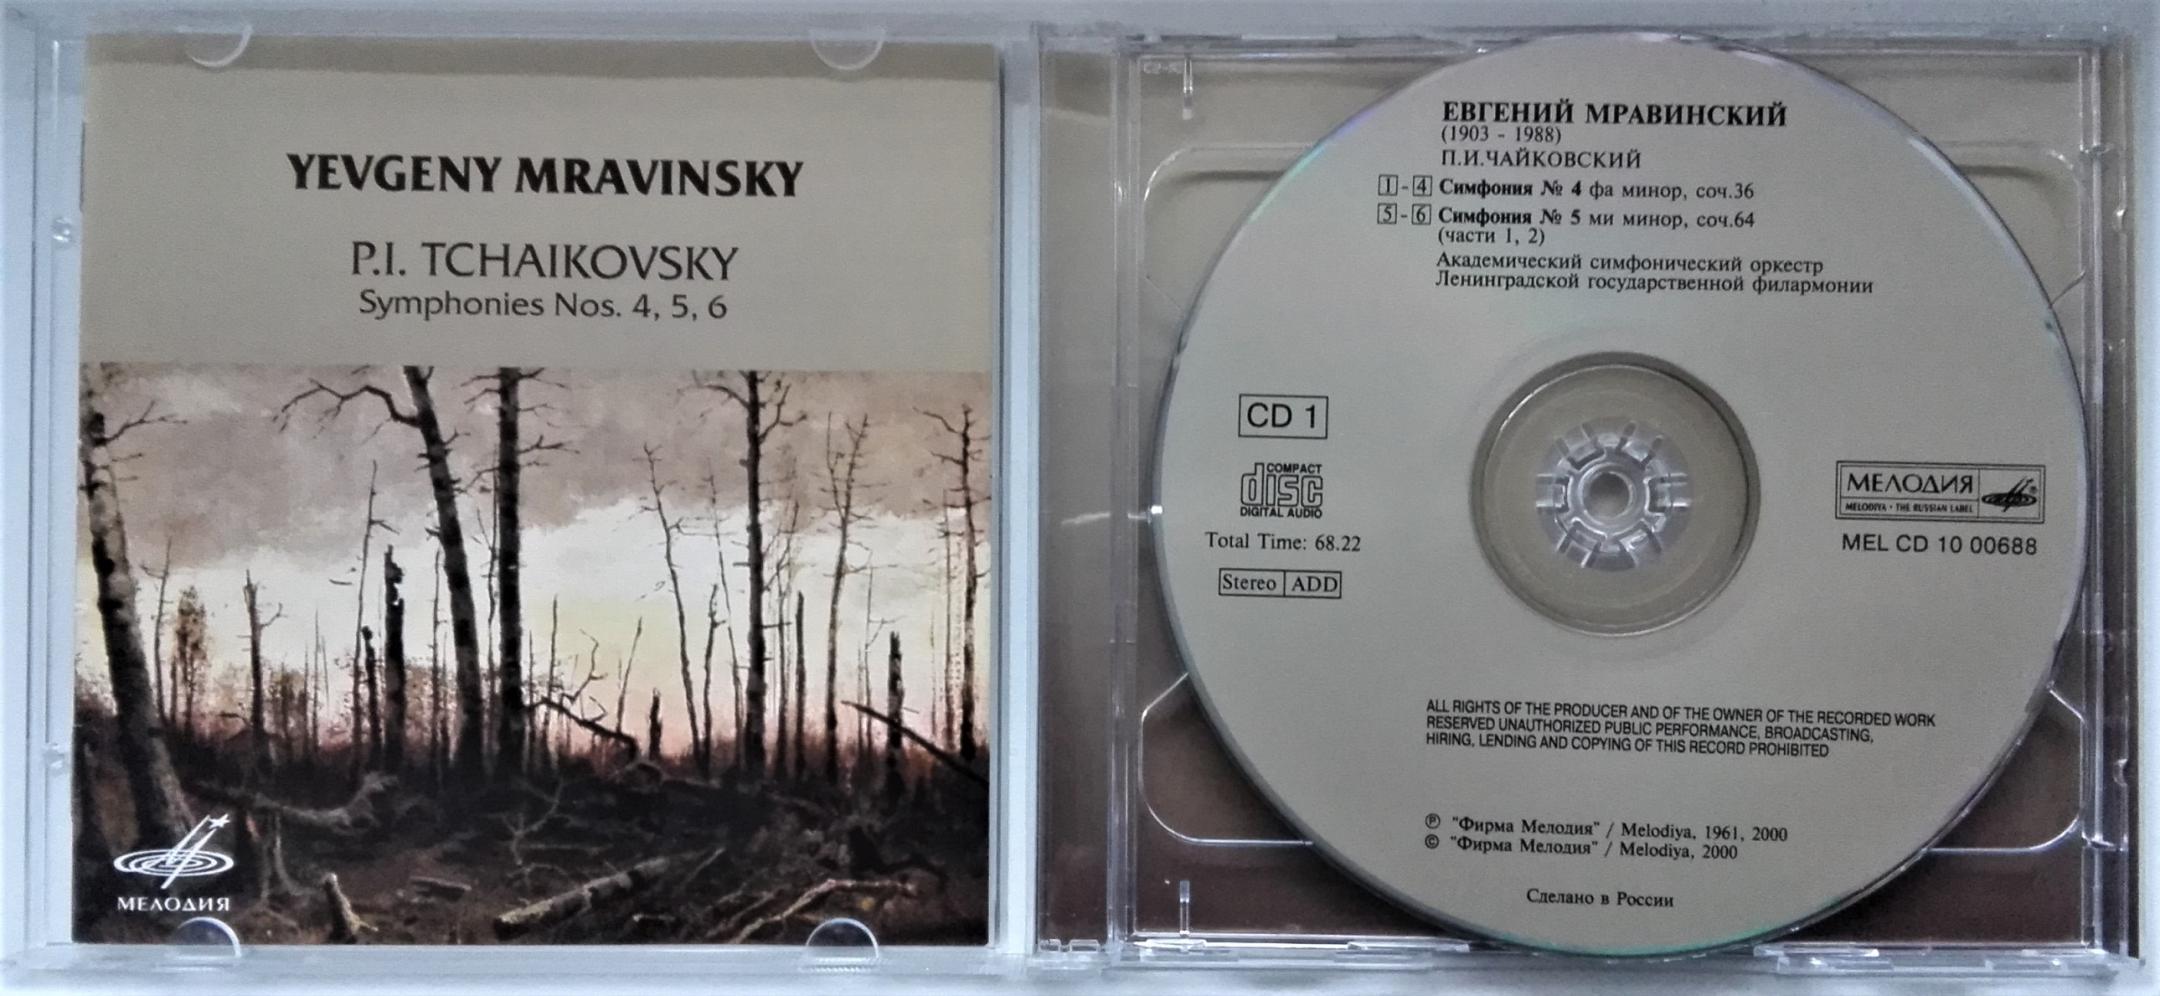 YEVGENY MRAVINSKY
P.I. TCHAIKOVSKY
Symphonies Nos. 4, 5, 6
МЕЛОДИЯ
ЕВГЕНИЙ МРАВИНСКИЙ
(1903 - 1988)
П.И.ЧАЙКОВСКИЙ
1 - 4 Симфония № 4 фа минор, соч.36
5 - 6 Симфония № 5 ми минор, соч.64
(части 1, 2)
Академический симфонический оркестр
Ленинградской государственной филармонии
CD 1
COMPACT
disc
DIGITAL AUDIO
Total Time: 68.22
Stereo ADD
МЕЛОДИЯ
MELODIYA • THE RUSSIAN LABEL
MEL CD 10 00688
ALL RIGHTS OF THE PRODUCER AND OF THE OWNER OF THE RECORDED WORK
RESERVED UNAUTHORIZED PUBLIC PERFORMANCE, BROADCASTING,
HIRING, LENDING AND COPYING OF THIS RECORD PROHIBITED
℗ "Фирма Мелодия" / Melodiya, 1961, 2000
© "Фирма Мелодия" / Melodiya, 2000
Сделано в России